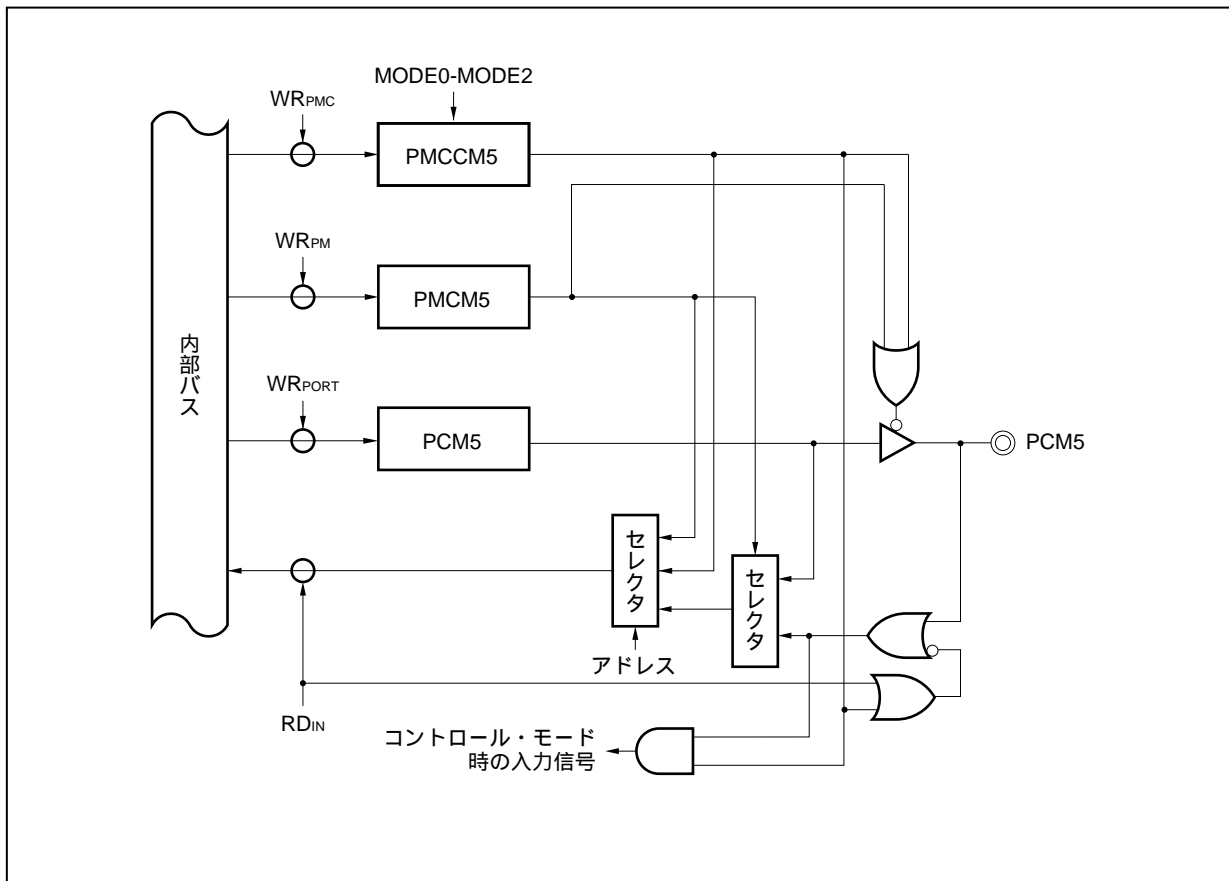 MODE0-MODE2
WRPMC
PMCCM5
WRPM
PMCM5
内部バス
WRPORT
PCM5
PCM5
セレクタ
セレクタ
アドレス
RDIN
コントロール・モード
時の入力信号